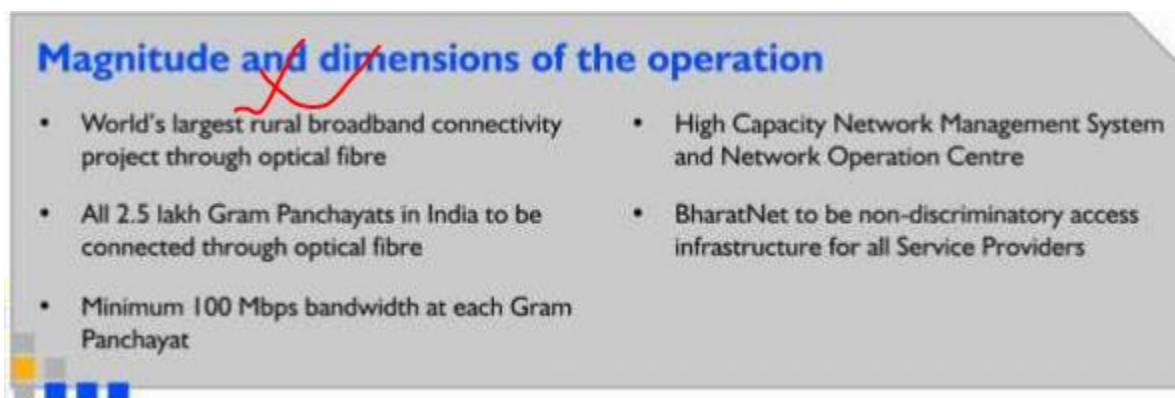 Magnitude and dimensions of the operation
• World's largest rural broadband connectivity
project through optical fibre
• All 2.5 lakh Gram Panchayats in India to be
connected through optical fibre
• Minimum 100 Mbps bandwidth at each Gram
Panchayat
• High Capacity Network Management System
and Network Operation Centre
• BharatNet to be non-discriminatory access
infrastructure for all Service Providers